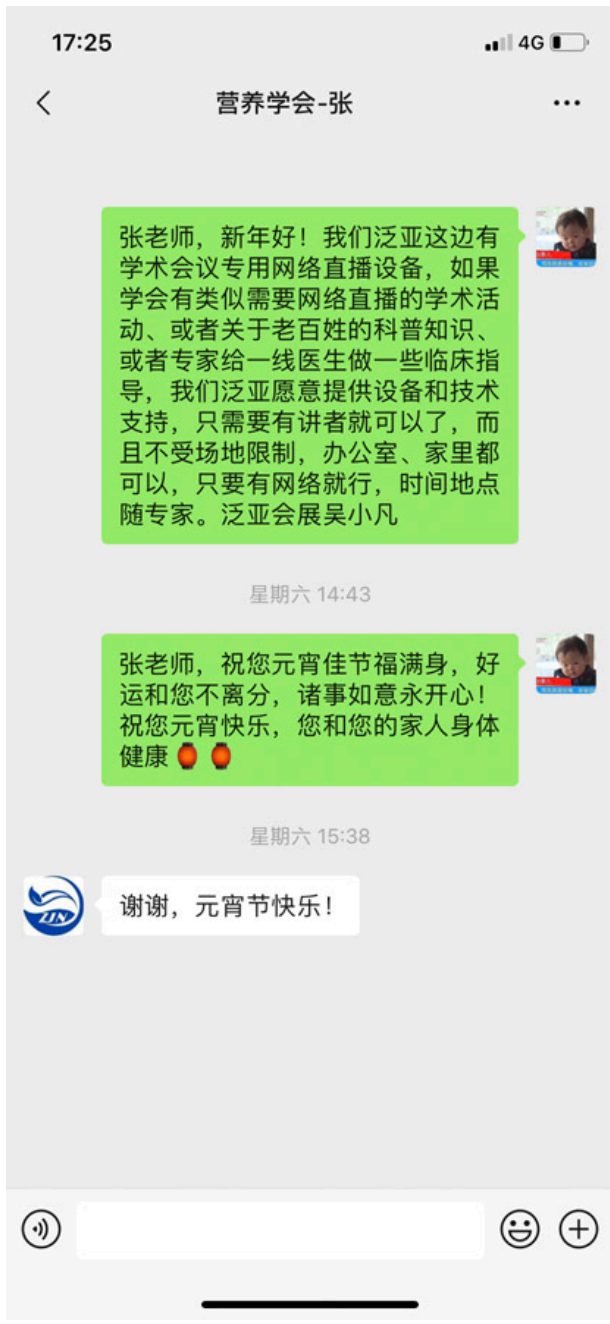 17:25
4G
营养学会-张
张老师，新年好！我们泛亚这边有
学术会议专用网络直播设备，如果
学会有类似需要网络直播的学术活
动、或者关于老百姓的科普知识、
或者专家给一线医生做一些临床指
导，我们泛亚愿意提供设备和技术
支持，只需要有讲者就可以了，而
且不受场地限制，办公室、家里都
可以，只要有网络就行，时间地点
随专家。泛亚会展吴小凡
星期六 14:43
张老师，祝您元宵佳节福满身，好
运和您不离分，诸事如意永开心！
祝您元宵快乐，您和您的家人身体
健康🏮🏮
星期六 15:38
谢谢，元宵节快乐！